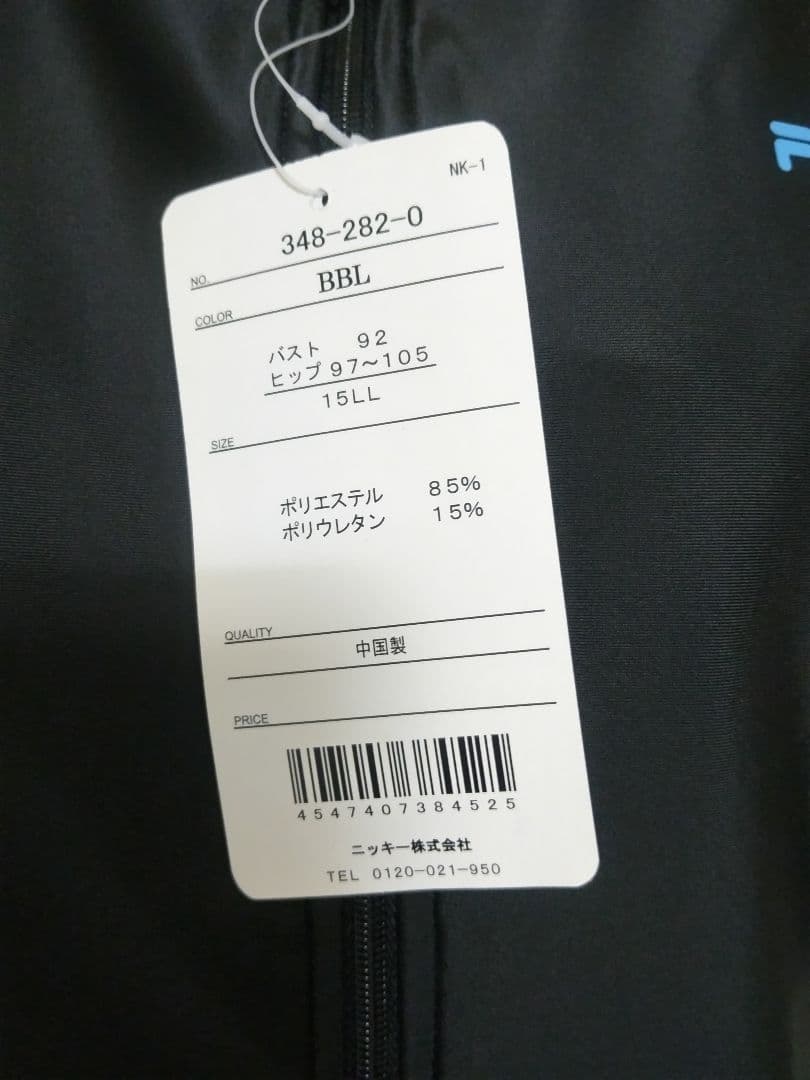 NK-1
NO. 348-282-0
COLOR BBL
バスト 92
ヒップ 97～105
15LL
SIZE
ポリエステル 85%
ポリウレタン 15%
QUALITY
中国製
PRICE
4547407384525
ニッキー株式会社
TEL 0120-021-950